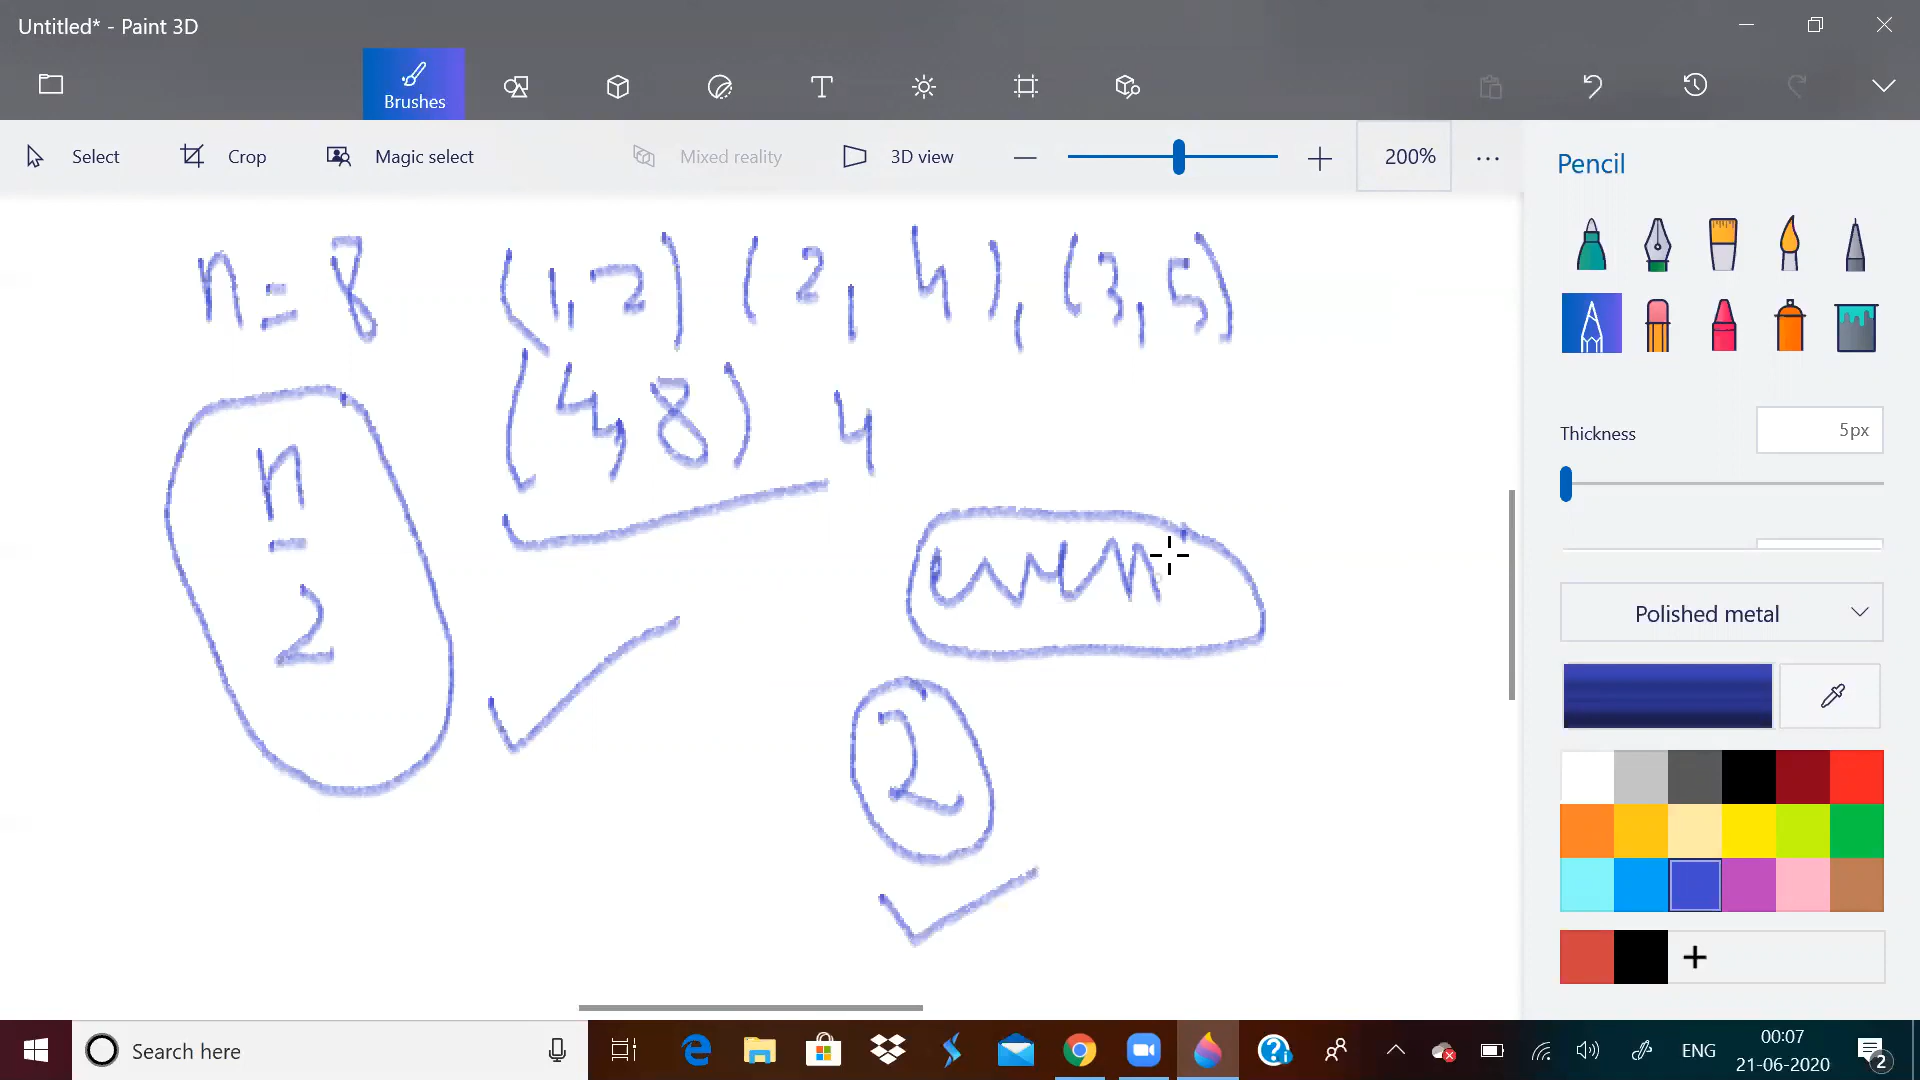 Untitled* - Paint 3D
Brushes
Select Crop Magic select Mixed reality 3D view 200%
Pencil
n = 8 (1,2) (2,4), (3,5)
(4,8) 4
Thickness 5px
n
2
even
Polished metal
2
Search here
ENG
00:07
21-06-2020
2